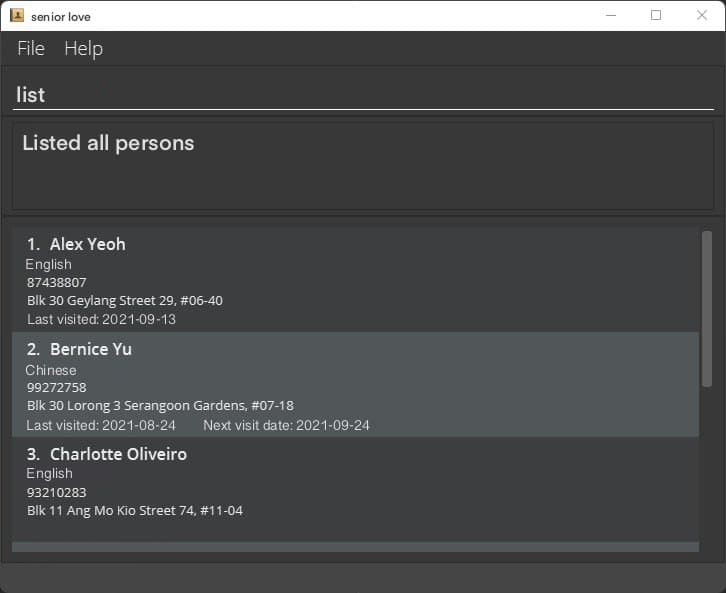 senior love
File Help
list
Listed all persons
1. Alex Yeoh
English
87438807
Blk 30 Geylang Street 29, #06-40
Last visited: 2021-09-13
2. Bernice Yu
Chinese
99272758
Blk 30 Lorong 3 Serangoon Gardens, #07-18
Last visited: 2021-08-24 Next visit date: 2021-09-24
3. Charlotte Oliveiro
English
93210283
Blk 11 Ang Mo Kio Street 74, #11-04